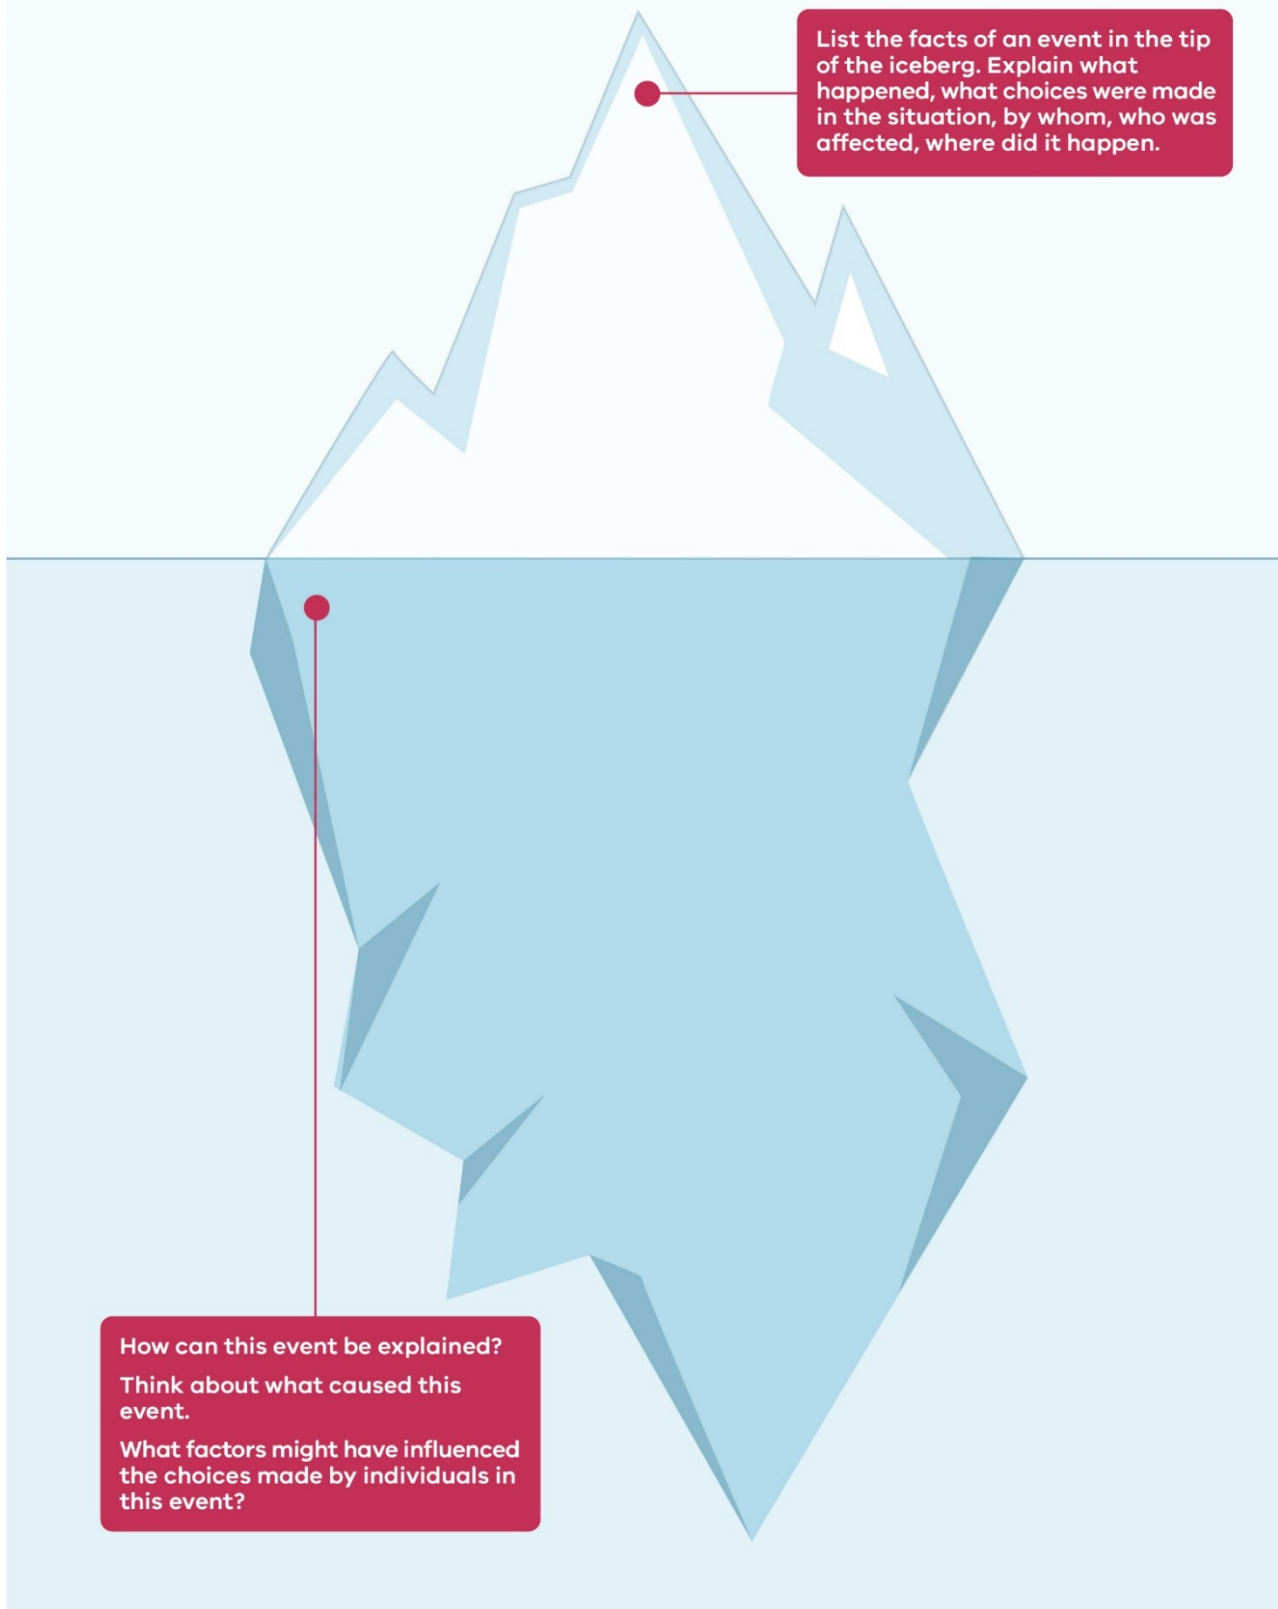 List the facts of an event in the tip
of the iceberg. Explain what
happened, what choices were made
in the situation, by whom, who was
affected, where did it happen.
How can this event be explained?
Think about what caused this
event.
What factors might have influenced
the choices made by individuals in
this event?